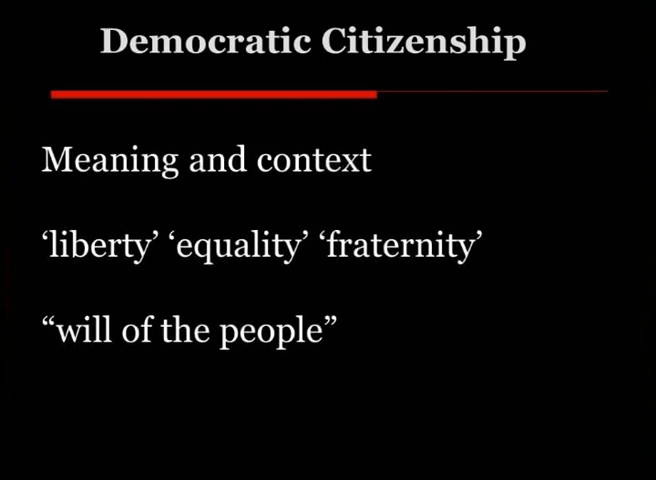 Democratic Citizenship
Meaning and context
‘liberty’ ‘equality’ ‘fraternity’
“will of the people”